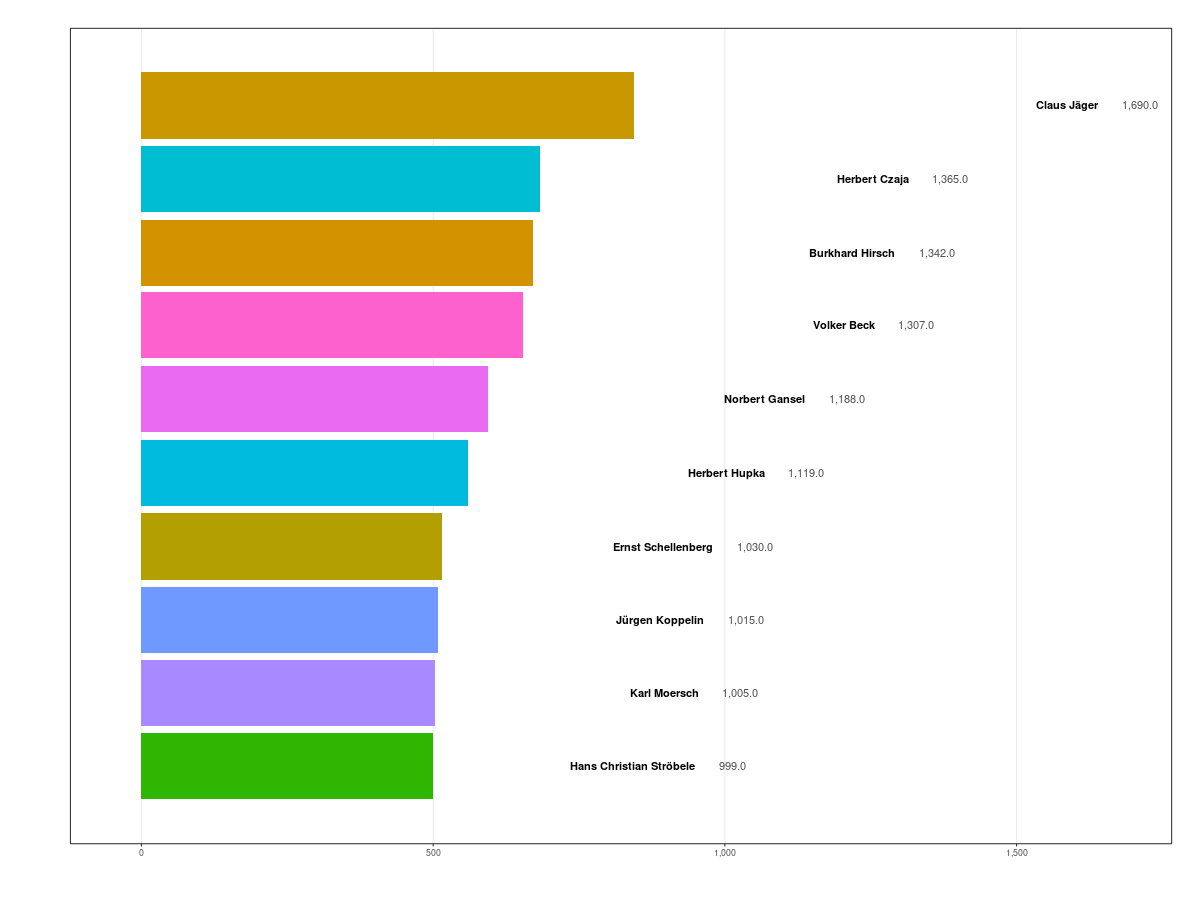 Claus Jäger 1,690.0
Herbert Czaja 1,365.0
Burkhard Hirsch 1,342.0
Volker Beck 1,307.0
Norbert Gansel 1,188.0
Herbert Hupka 1,119.0
Ernst Schellenberg 1,030.0
Jürgen Koppelin 1,015.0
Karl Moersch 1,005.0
Hans Christian Ströbele 999.0
0 500 1,000 1,500